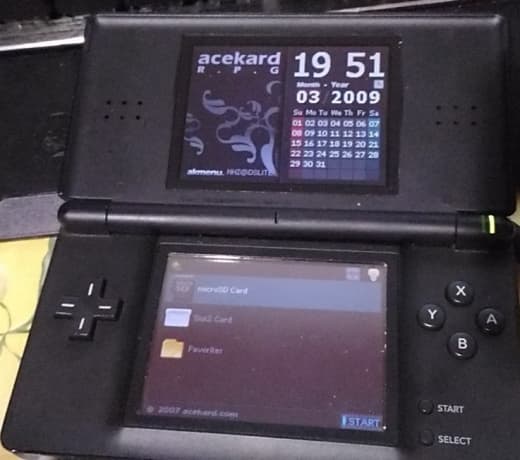 acekard
R.P.G
19 51
Month - Year
03 2009
Su Mo Tu We Th Fr Sa
01 02 03 04 05 06 07
08 09 10 11 12 13 14
15 16 17 18 19 20 21
22 23 24 25 26 27 28
29 30 31
akmenu.
microSD Card
Slot2 Card
Favoriter
© 2007 acekard.com
START
X
Y
A
B
START
SELECT